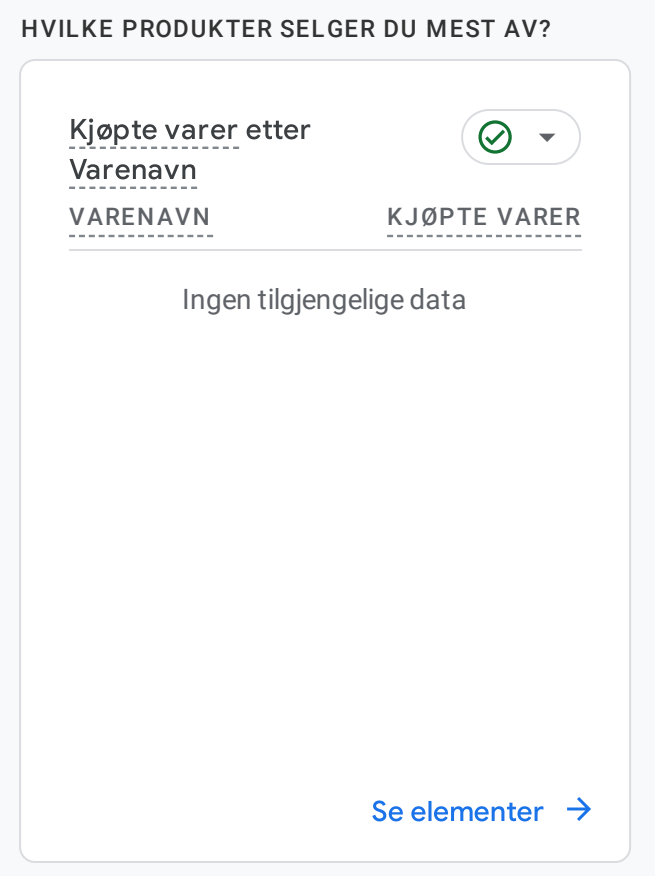 HVILKE PRODUKTER SELGER DU MEST AV?
Kjøpte varer etter
Varenavn
VARENAVN KJØPTE VARER
Ingen tilgjengelige data
Se elementer